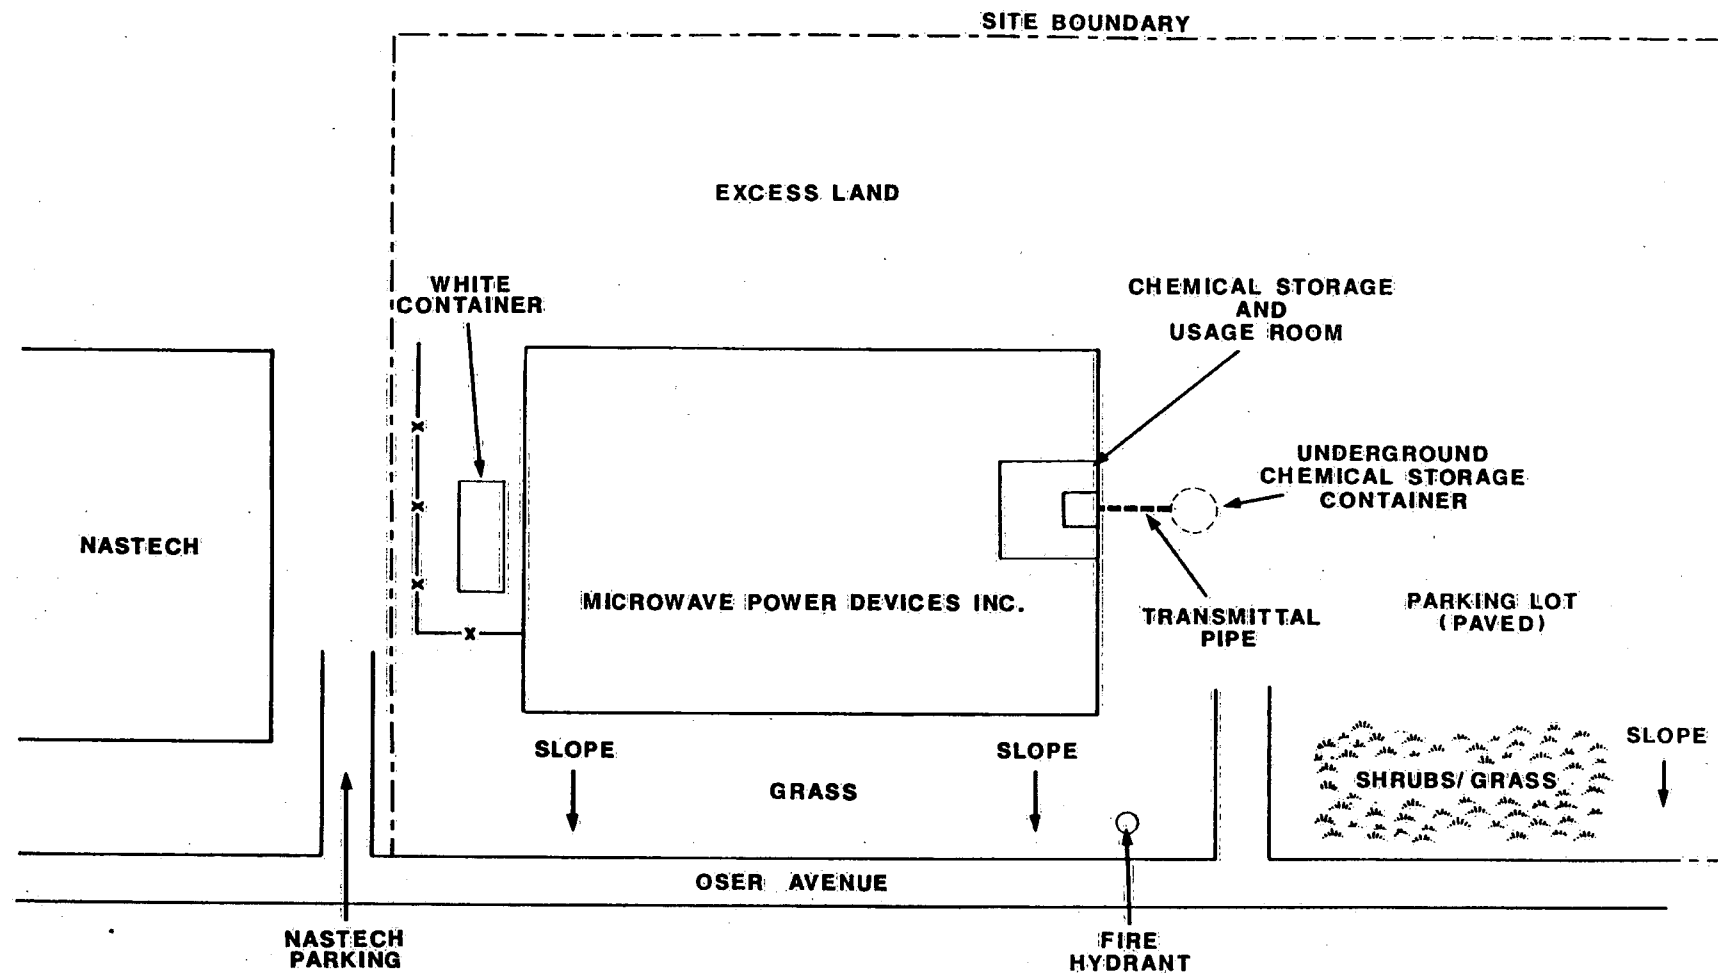 SITE BOUNDARY
EXCESS LAND
WHITE
CONTAINER
CHEMICAL STORAGE
AND
USAGE ROOM
UNDERGROUND
CHEMICAL STORAGE
CONTAINER
NASTECH
MICROWAVE POWER DEVICES INC.
TRANSMITTAL
PIPE
PARKING LOT
(PAVED)
X
X
X
X
SLOPE
SLOPE
SLOPE
GRASS
SHRUBS/GRASS
OSER AVENUE
NASTECH
PARKING
FIRE
HYDRANT